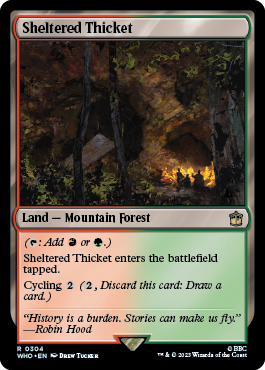 Sheltered Thicket
Land — Mountain Forest
(T: Add R or G.)
Sheltered Thicket enters the battlefield
tapped.
Cycling 2 (2, Discard this card: Draw a
card.)
"History is a burden. Stories can make us fly."
—Robin Hood
R 0304
WHO • EN DREW TUCKER
© BBC
™ & © 2023 Wizards of the Coast